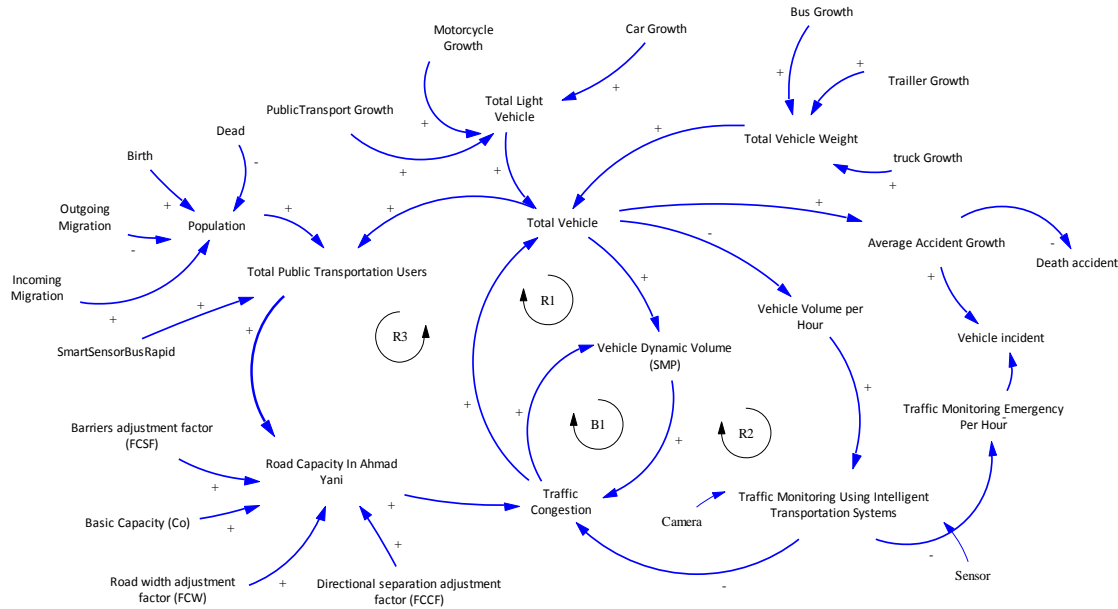 Bus Growth
Motorcycle
Growth
Car Growth
+
+
Trailler Growth
+
+
Total Light
Vehicle
PublicTransport Growth
Dead
+
+
Total Vehicle Weight
-
Birth
+
+
truck Growth
+
Outgoing
Migration
+
Population
+
+
Total Vehicle
+
-
-
Average Accident Growth
-
Death accident
Total Public Transportation Users
Incoming
Migration
+
+
+
+
R1
Vehicle Volume per
Hour
+
R3
Vehicle incident
SmartSensorBusRapid
Vehicle Dynamic Volume
(SMP)
+
+
+
Traffic Monitoring Emergency
Per Hour
-
Barriers adjustment factor
(FCSF)
B1
R2
+
+
Road Capacity In Ahmad
Yani
+
Traffic
Congestion
+
Traffic Monitoring Using Intelligent
Transportation Systems
Basic Capacity (Co)
+
Camera
+
-
Road width adjustment
factor (FCW)
+
Directional separation adjustment
factor (FCCF)
-
Sensor